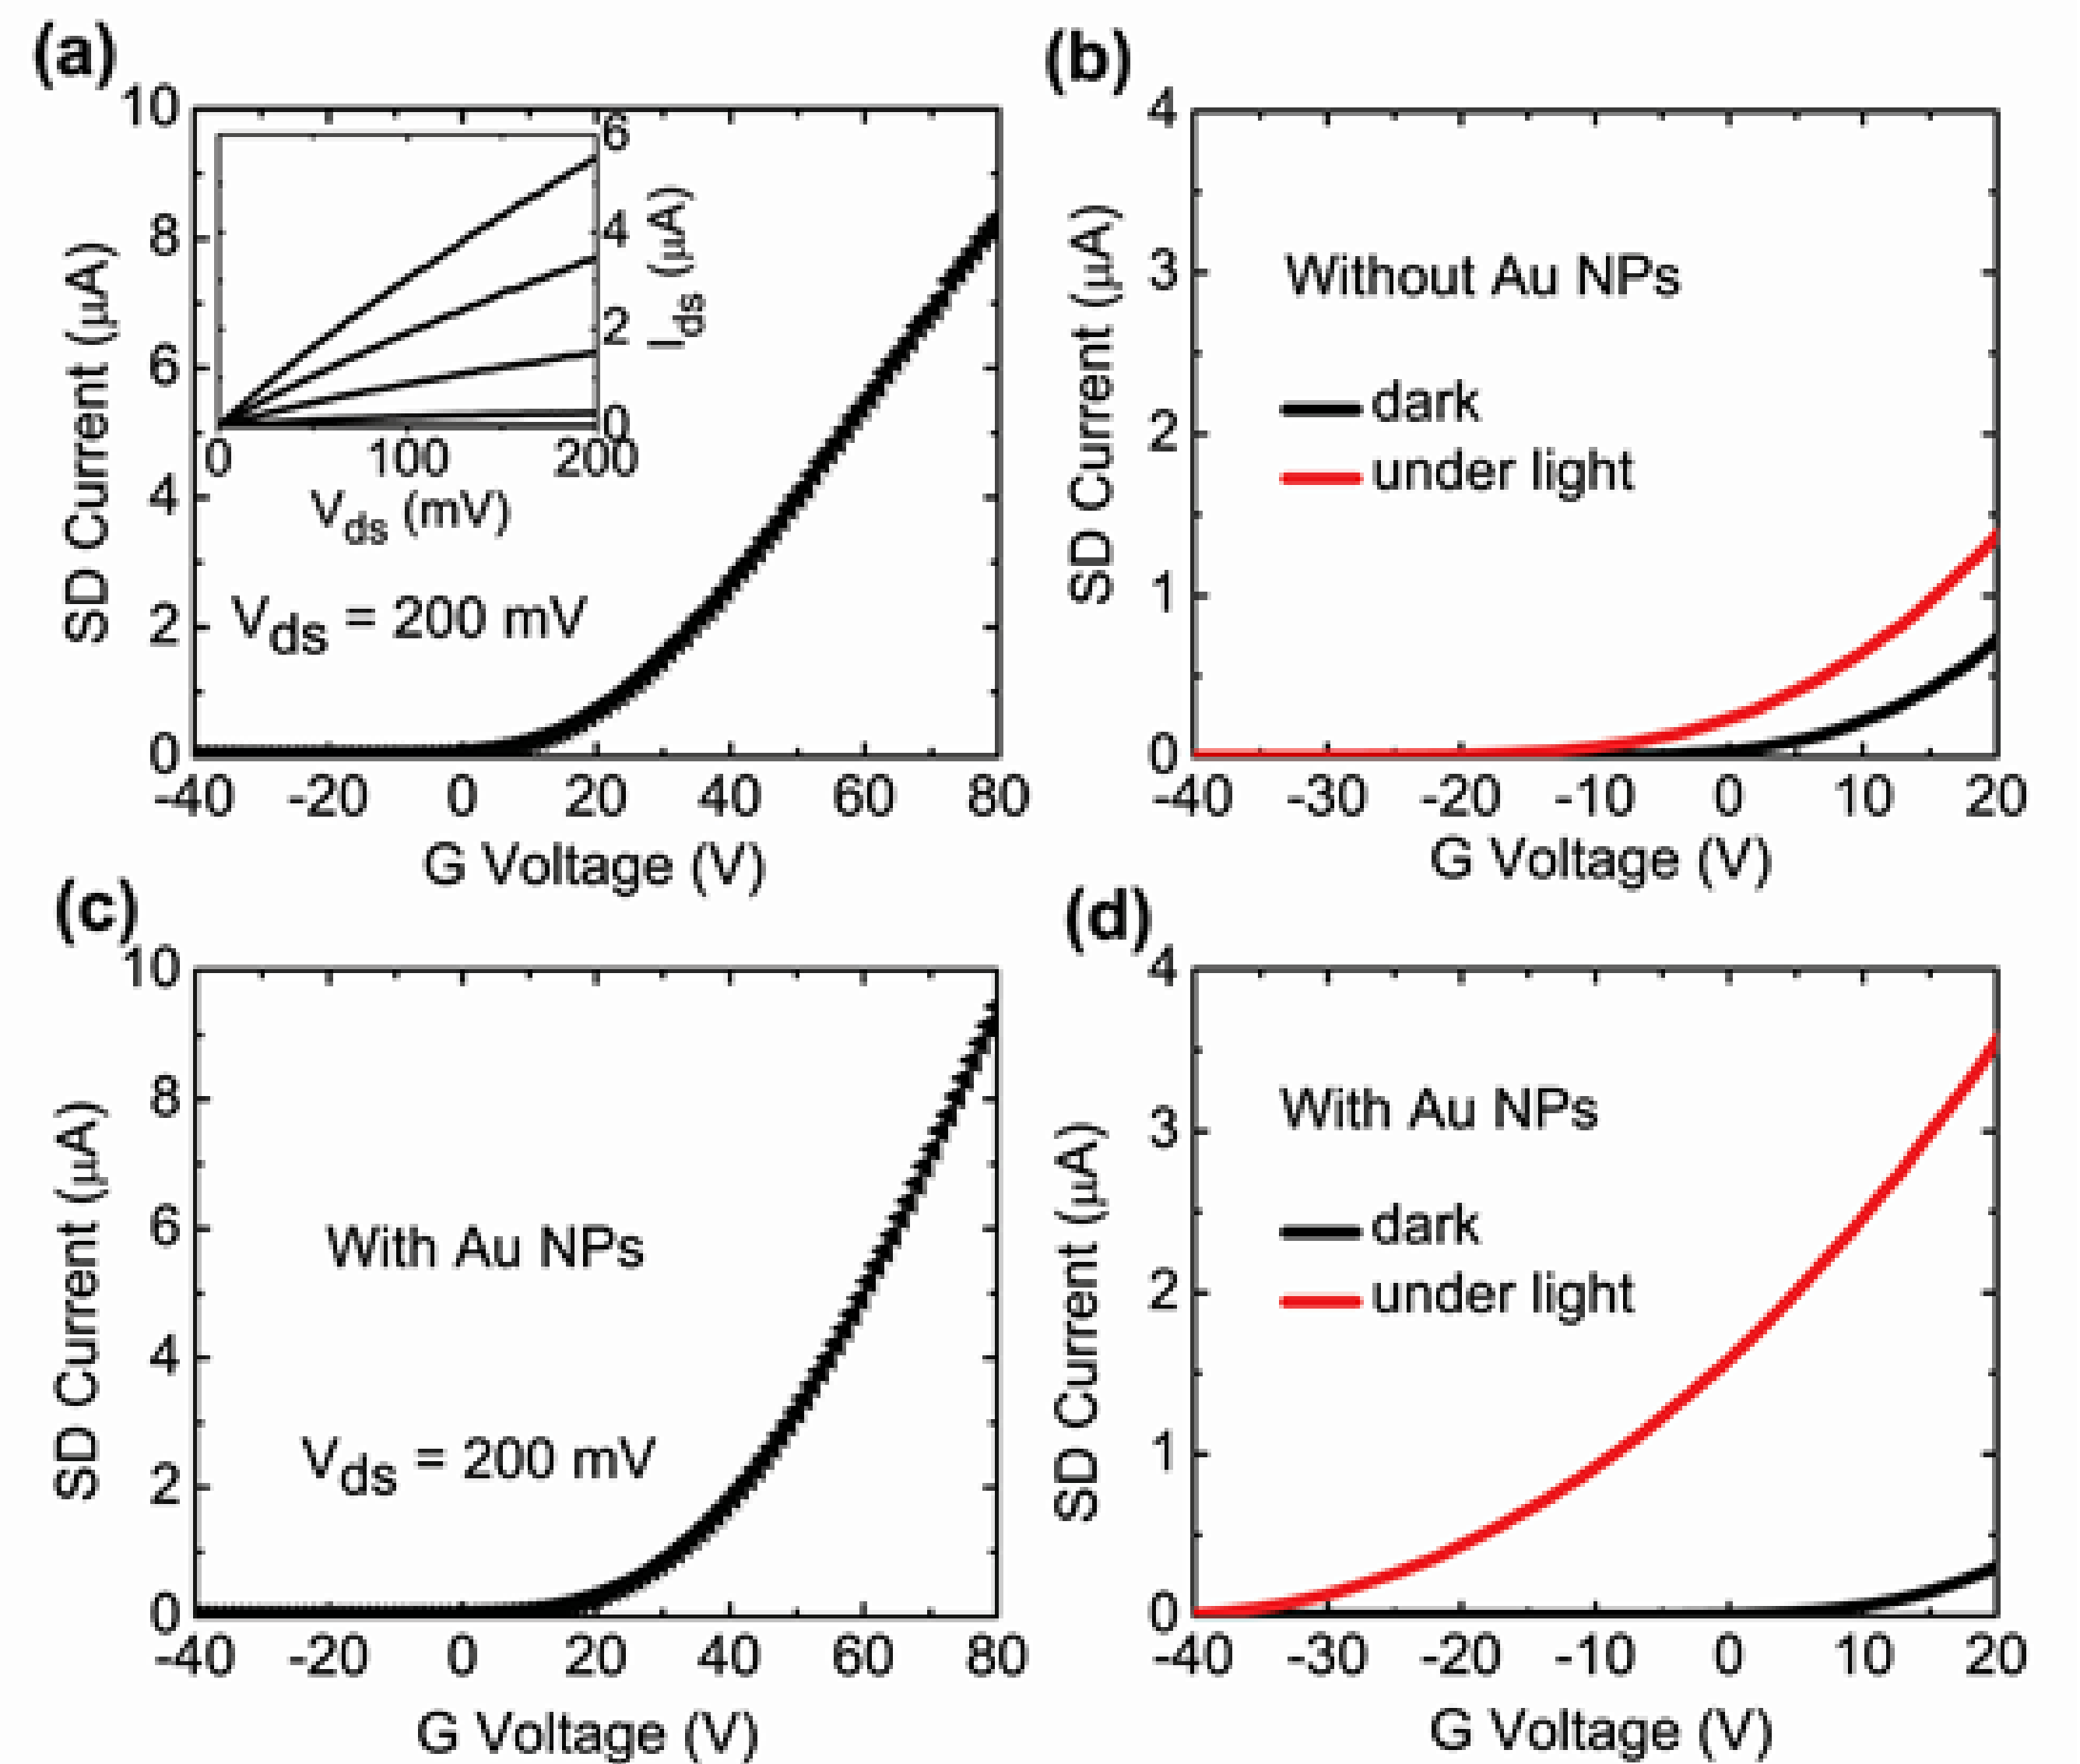 (a)
10
8
6
4
2
0
SD Current (μA)
6
4
2
0
I_ds (μA)
0 100 200
V_ds (mV)
V_ds = 200 mV
-40 -20 0 20 40 60 80
G Voltage (V)
(b)
4
3
2
1
0
SD Current (μA)
Without Au NPs
dark
under light
-40 -30 -20 -10 0 10 20
G Voltage (V)
(c)
10
8
6
4
2
0
SD Current (μA)
With Au NPs
V_ds = 200 mV
-40 -20 0 20 40 60 80
G Voltage (V)
(d)
4
3
2
1
0
SD Current (μA)
With Au NPs
dark
under light
-40 -30 -20 -10 0 10 20
G Voltage (V)